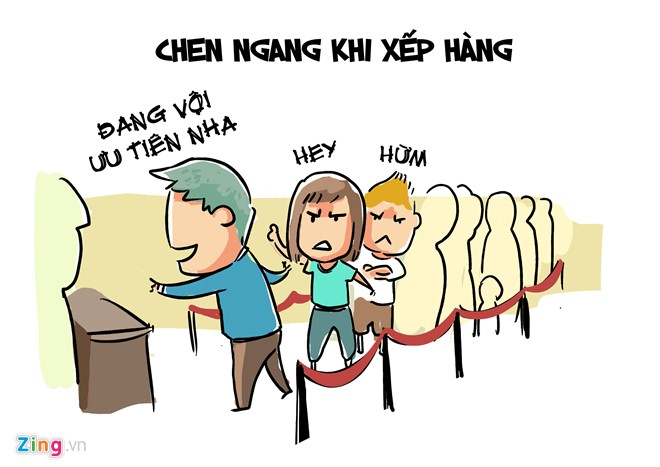 CHEN NGANG KHI XẾP HÀNG
ĐANG VỘI
ƯU TIÊN NHA
HEY
HỪM
Zing.vn